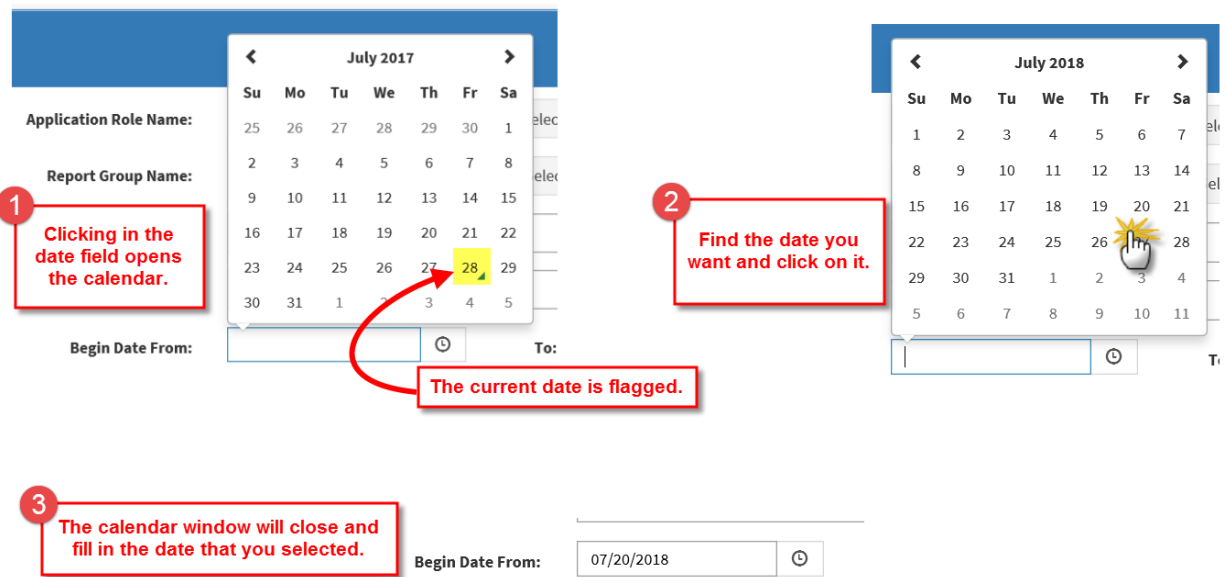 July 2017
Su Mo Tu We Th Fr Sa
Application Role Name:
25 26 27 28 29 30 1
elec
2 3 4 5 6 7 8
Report Group Name:
elec
9 10 11 12 13 14 15
1
Clicking in the
date field opens
the calendar.
16 17 18 19 20 21 22
23 24 25 26 27 28 29
30 31 1 2 3 4 5
Begin Date From:
To:
The current date is flagged.
July 2018
Su Mo Tu We Th Fr Sa
1 2 3 4 5 6 7
8 9 10 11 12 13 14
15 16 17 18 19 20 21
2
Find the date you
want and click on it.
22 23 24 25 26 28
29 30 31 1 2 3 4
5 6 7 8 9 10 11
3
The calendar window will close and
fill in the date that you selected.
Begin Date From:
07/20/2018